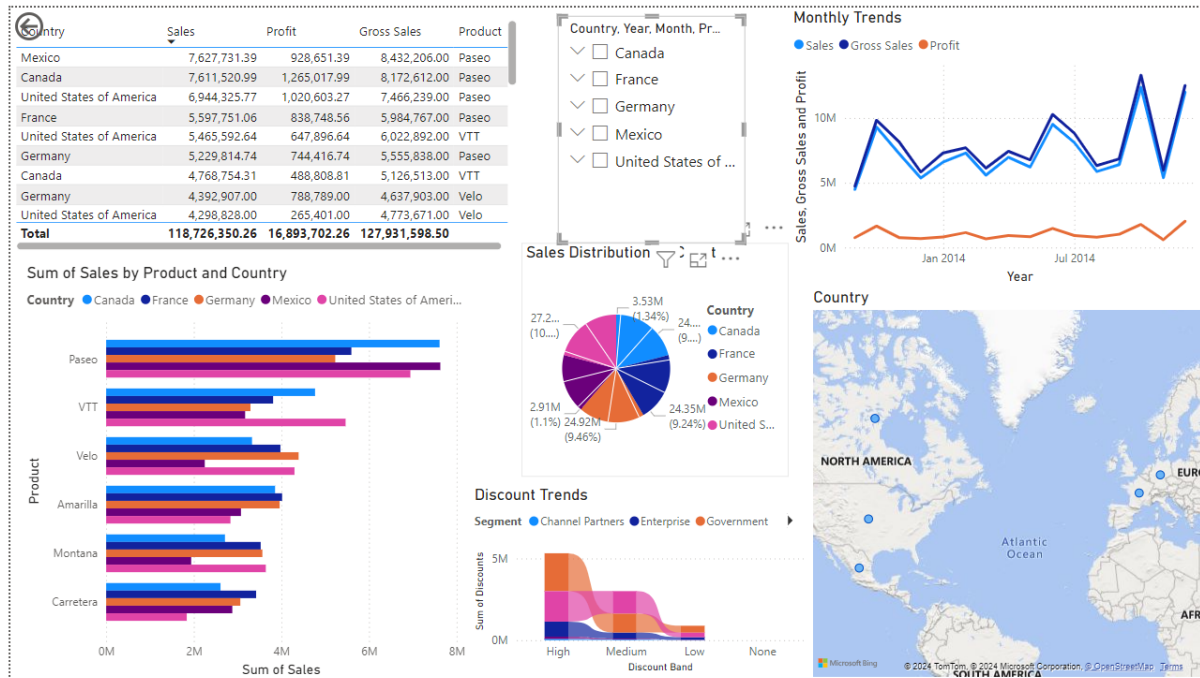 Country Sales Profit Gross Sales Product
Mexico 7,627,731.39 928,651.39 8,432,206.00 Paseo
Canada 7,611,520.99 1,265,017.99 8,172,612.00 Paseo
United States of America 6,944,325.77 1,020,603.27 7,466,239.00 Paseo
France 5,597,751.06 838,748.56 5,984,767.00 Paseo
United States of America 5,465,592.64 647,896.64 6,022,892.00 VTT
Germany 5,229,814.74 744,416.74 5,555,838.00 Paseo
Canada 4,768,754.31 488,808.81 5,126,513.00 VTT
Germany 4,392,907.00 788,789.00 4,637,903.00 Velo
United States of America 4,298,828.00 265,401.00 4,773,671.00 Velo
Total 118,726,350.26 16,893,702.26 127,931,598.50
Country, Year, Month, Pr...
Canada
France
Germany
Mexico
United States of ...
Monthly Trends
Sales Gross Sales Profit
Sales, Gross Sales and Profit
10M
5M
0M
Jan 2014 Jul 2014
Year
Sum of Sales by Product and Country
Country Canada France Germany Mexico United States of Ameri...
Product
Paseo
VTT
Velo
Amarilla
Montana
Carretera
0M 2M 4M 6M 8M
Sum of Sales
Sales Distribution
3.53M
(1.34%)
24....
(9....)
24.35M
(9.24%)
24.92M
(9.46%)
2.91M
(1.1%)
27.2...
(10....)
Country
Canada
France
Germany
Mexico
United S...
Discount Trends
Segment Channel Partners Enterprise Government
Sum of Discounts
5M
0M
High Medium Low None
Discount Band
Country
NORTH AMERICA
EUR
Atlantic
Ocean
AFR
SOUTH AMERICA
Microsoft Bing
© 2024 TomTom, © 2024 Microsoft Corporation, © OpenStreetMap Terms